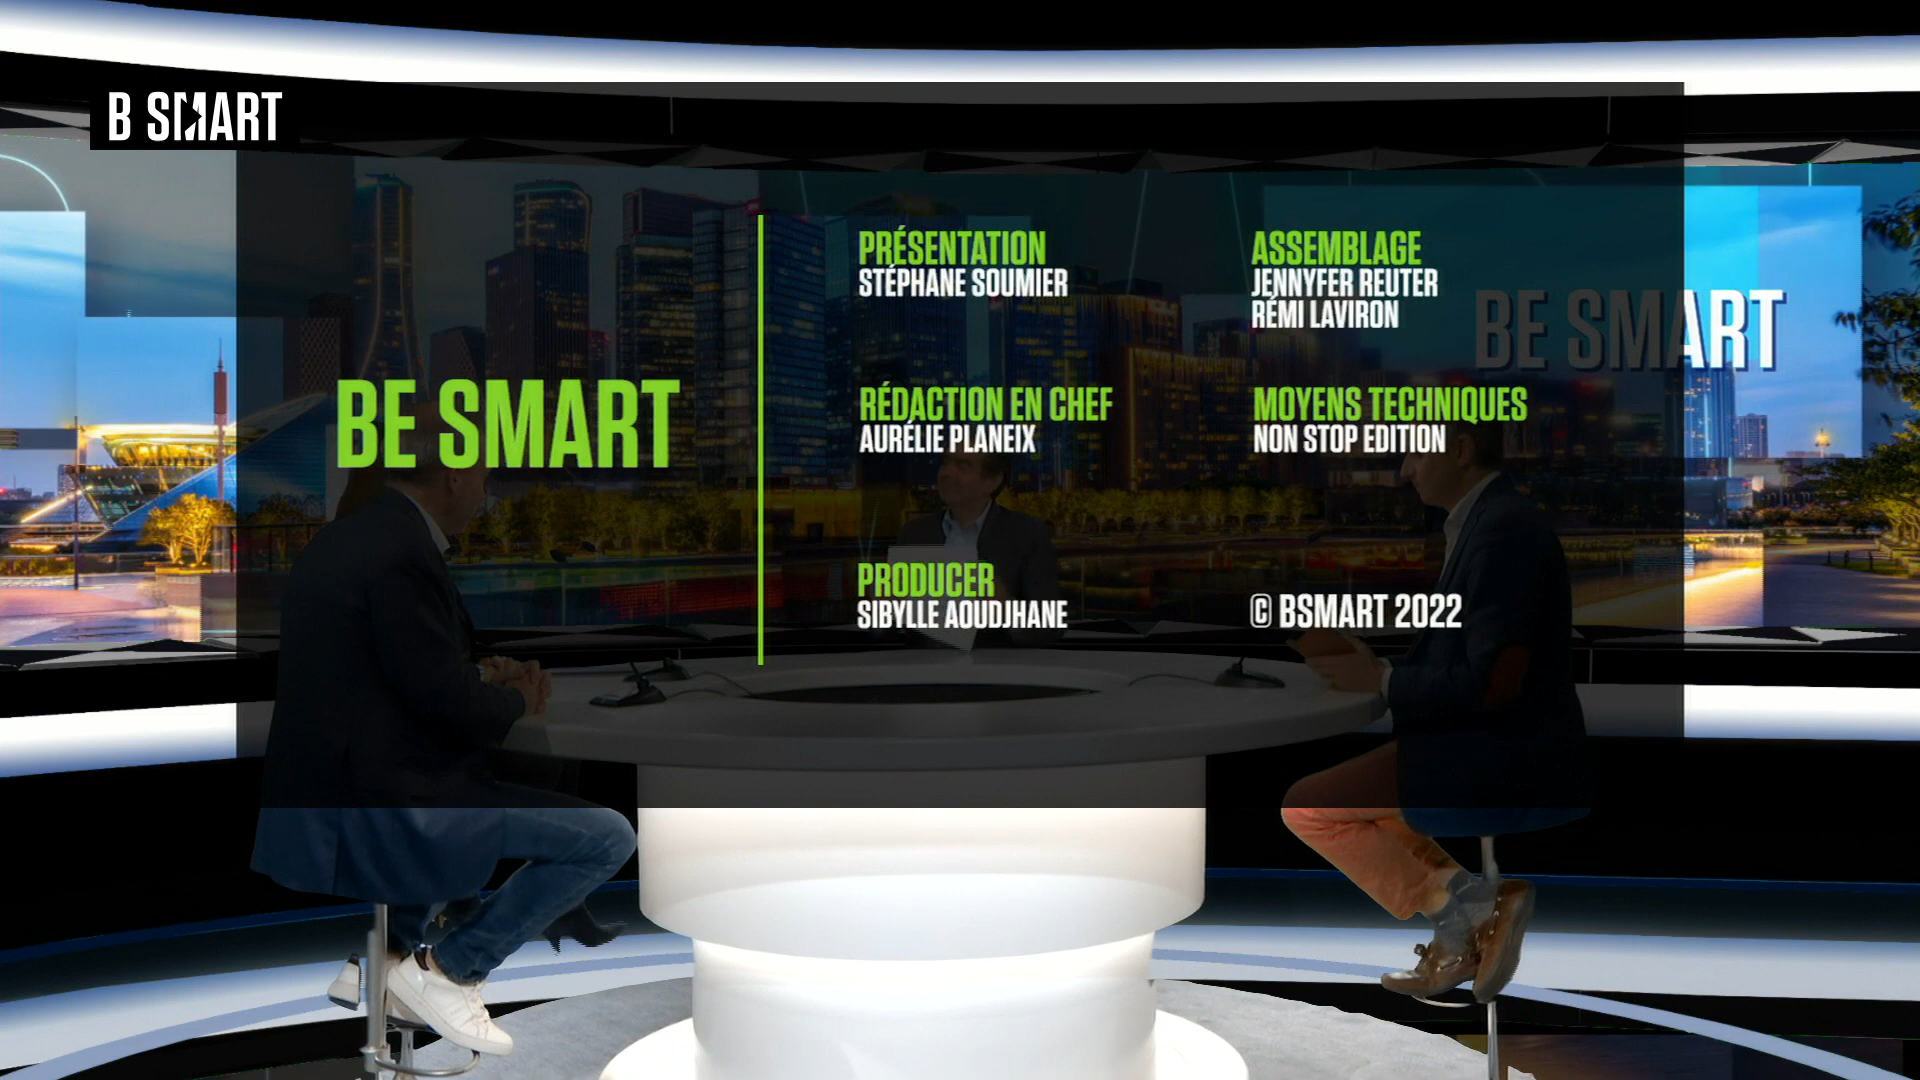 B SMART
BE SMART
PRÉSENTATION
STÉPHANE SOUMIER
RÉDACTION EN CHEF
AURÉLIE PLANEIX
PRODUCER
SIBYLLE AOUDJHANE
ASSEMBLAGE
JENNYFER REUTER
RÉMI LAVIRON
MOYENS TECHNIQUES
NON STOP EDITION
© BSMART 2022
BE SMART